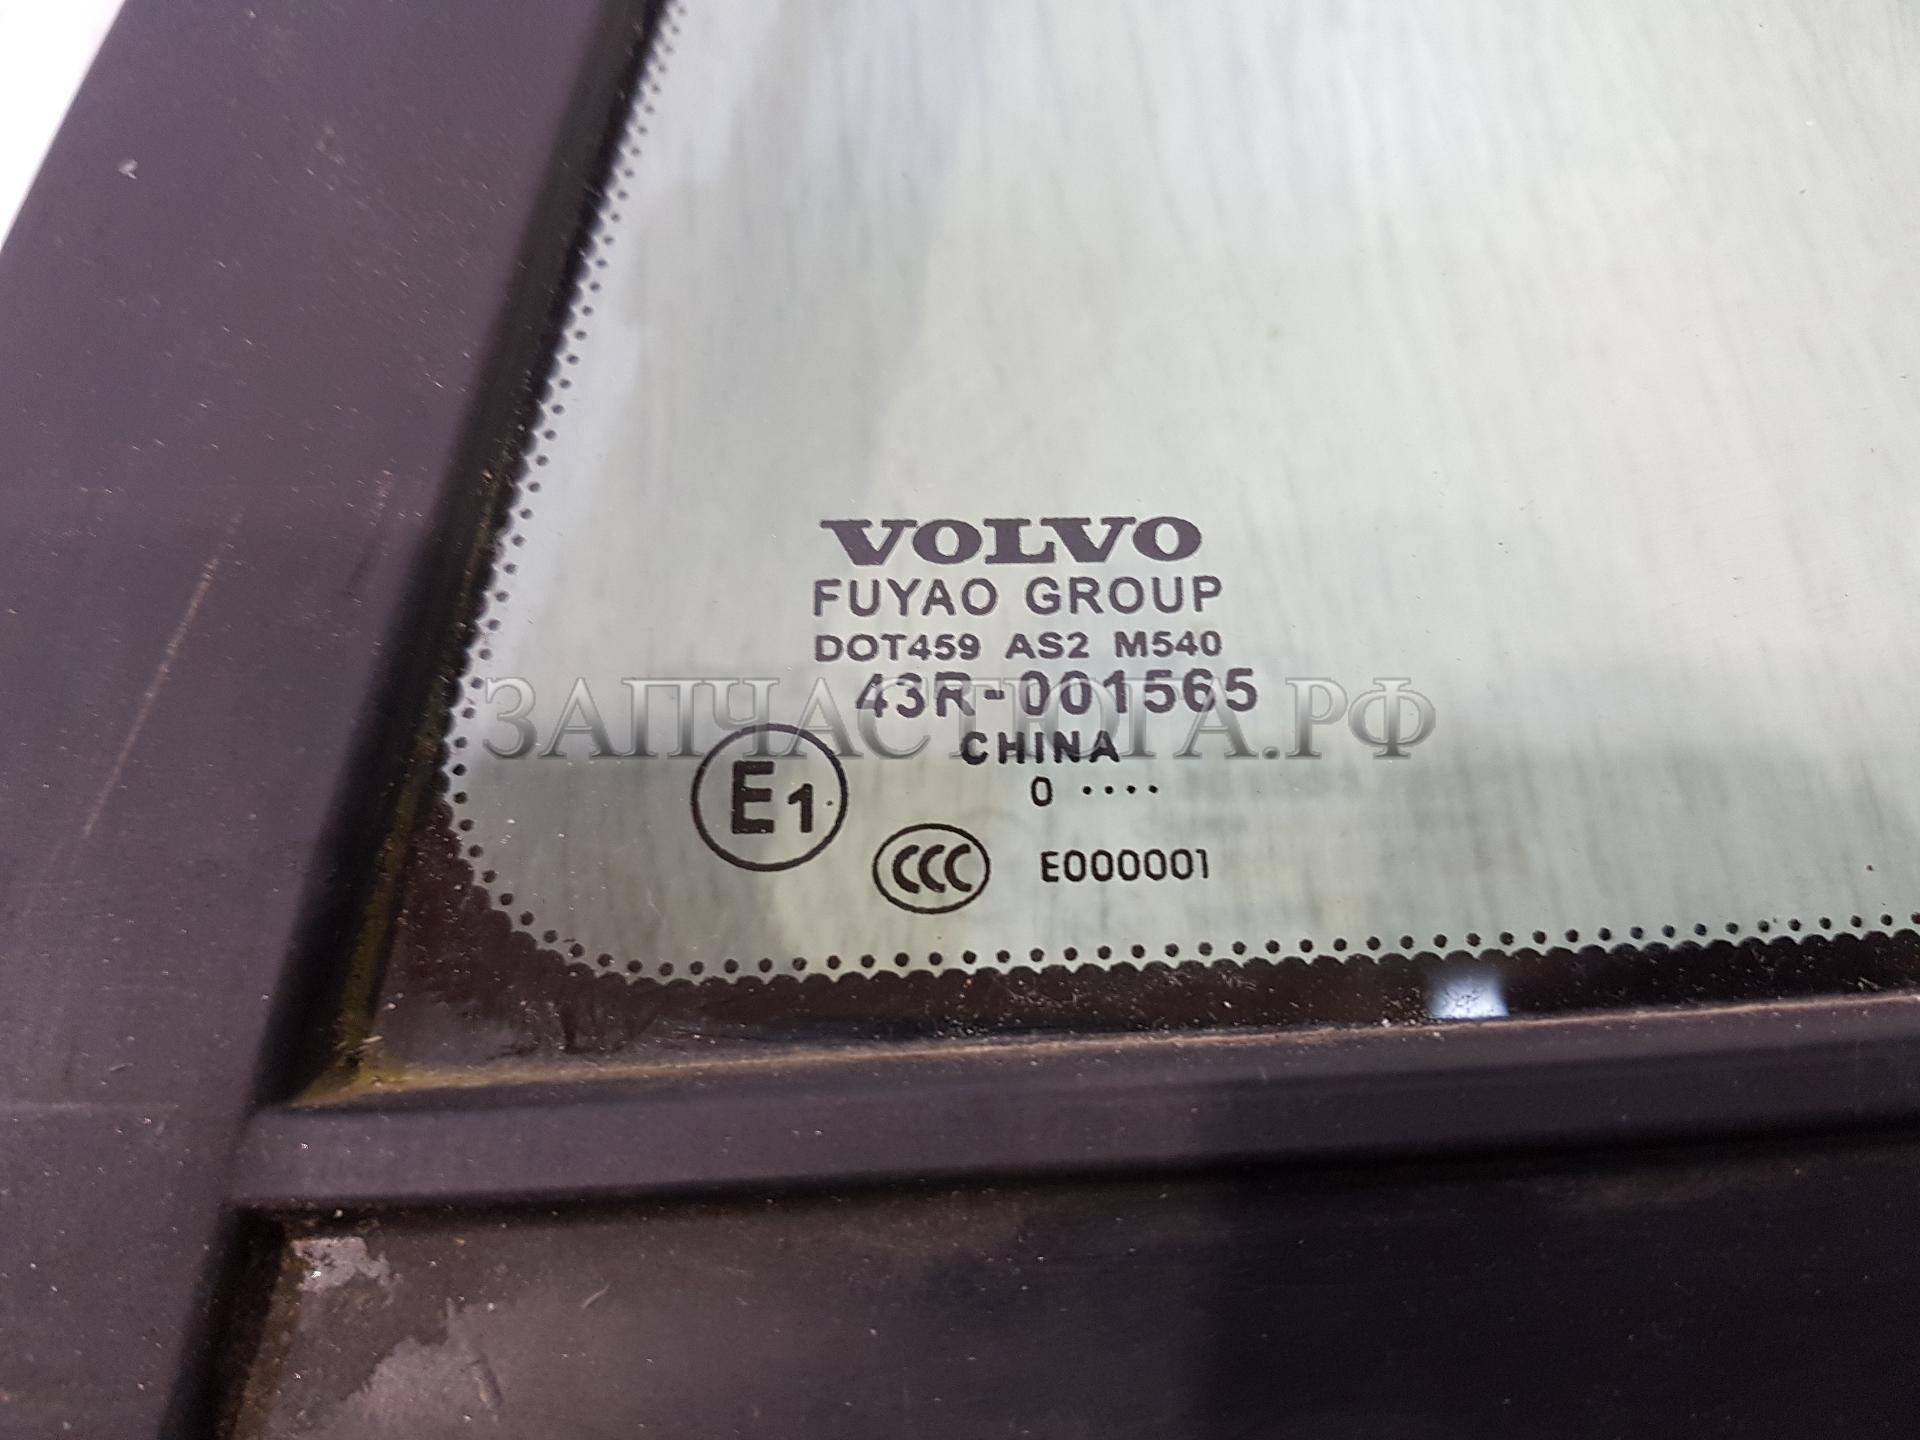 VOLVO
FUYAO GROUP
DOT459 AS2 M540
43R-001565
ЗАПЧАСТЮГА.РФ
CHINA
E1
0 ····
CCC E000001